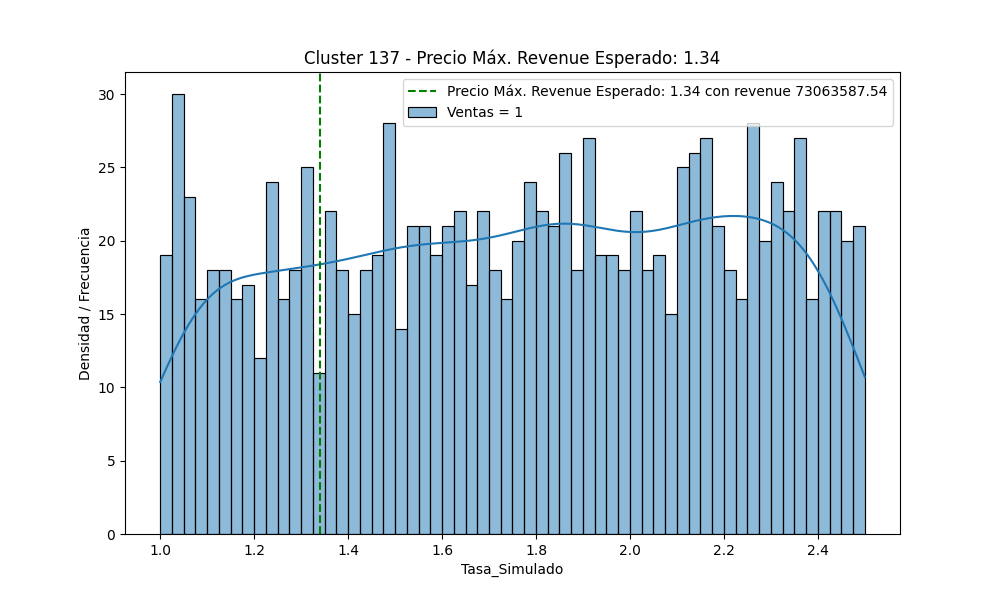 Cluster 137 - Precio Máx. Revenue Esperado: 1.34
Precio Máx. Revenue Esperado: 1.34 con revenue 73063587.54
Ventas = 1
Densidad / Frecuencia
30
25
20
15
10
5
0
1.0 1.2 1.4 1.6 1.8 2.0 2.2 2.4
Tasa_Simulado